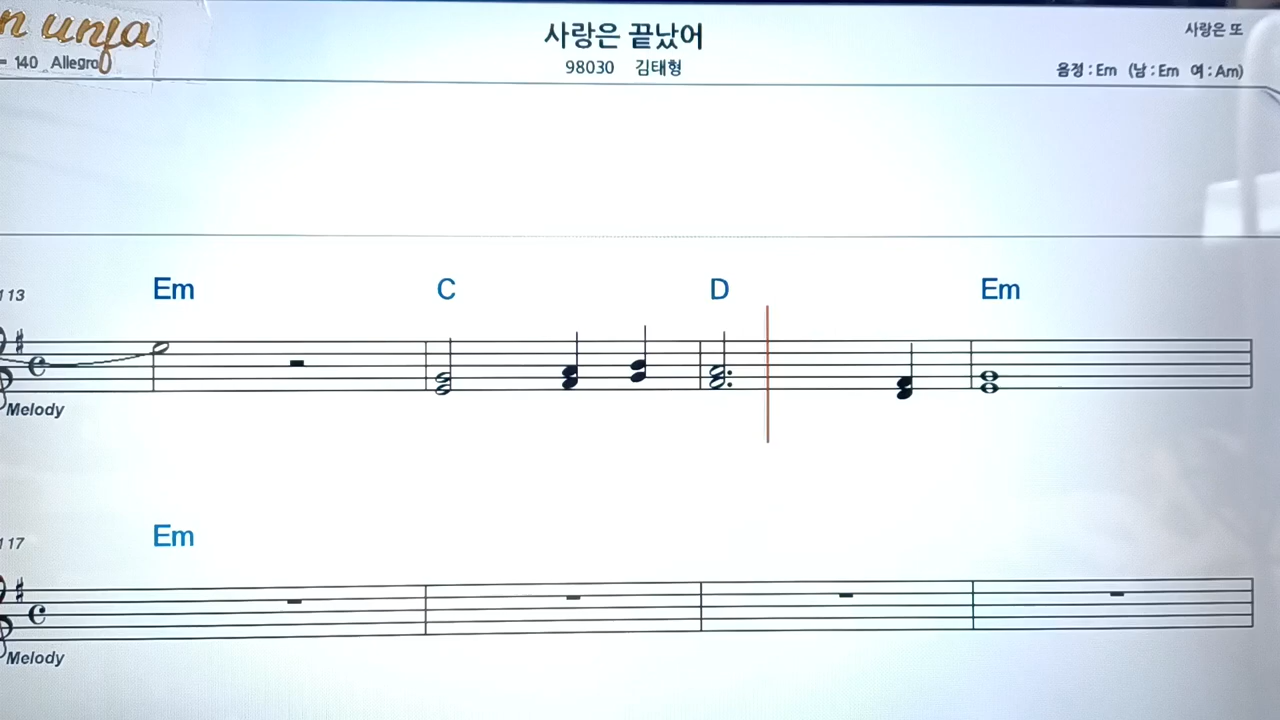 n unja
사랑은 끝났어
사랑은 또
= 140 Allegro
98030 김태형
음정 : Em (남 : Em 여 : Am)
113
Em C D Em
Melody
117
Em
Melody